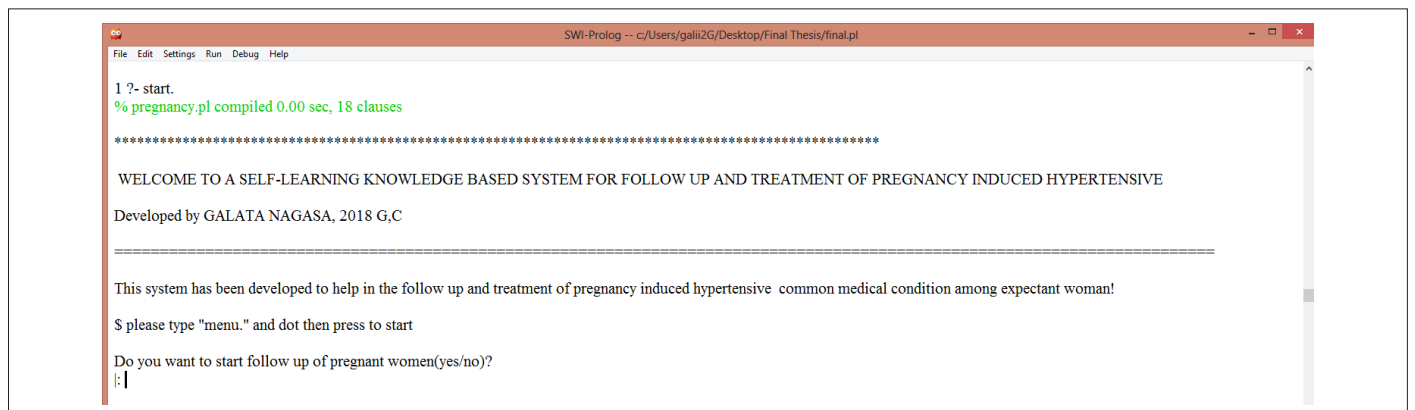 SWI-Prolog -- c:/Users/galii2G/Desktop/Final Thesis/final.pl
File Edit Settings Run Debug Help
1 ?- start.
% pregnancy.pl compiled 0.00 sec, 18 clauses
****************************************************************************************************
WELCOME TO A SELF-LEARNING KNOWLEDGE BASED SYSTEM FOR FOLLOW UP AND TREATMENT OF PREGNANCY INDUCED HYPERTENSIVE
Developed by GALATA NAGASA, 2018 G,C
==============================================================================================================
This system has been developed to help in the follow up and treatment of pregnancy induced hypertensive  common medical condition among expectant woman!
$ please type "menu." and dot then press to start
Do you want to start follow up of pregnant women(yes/no)?
|: